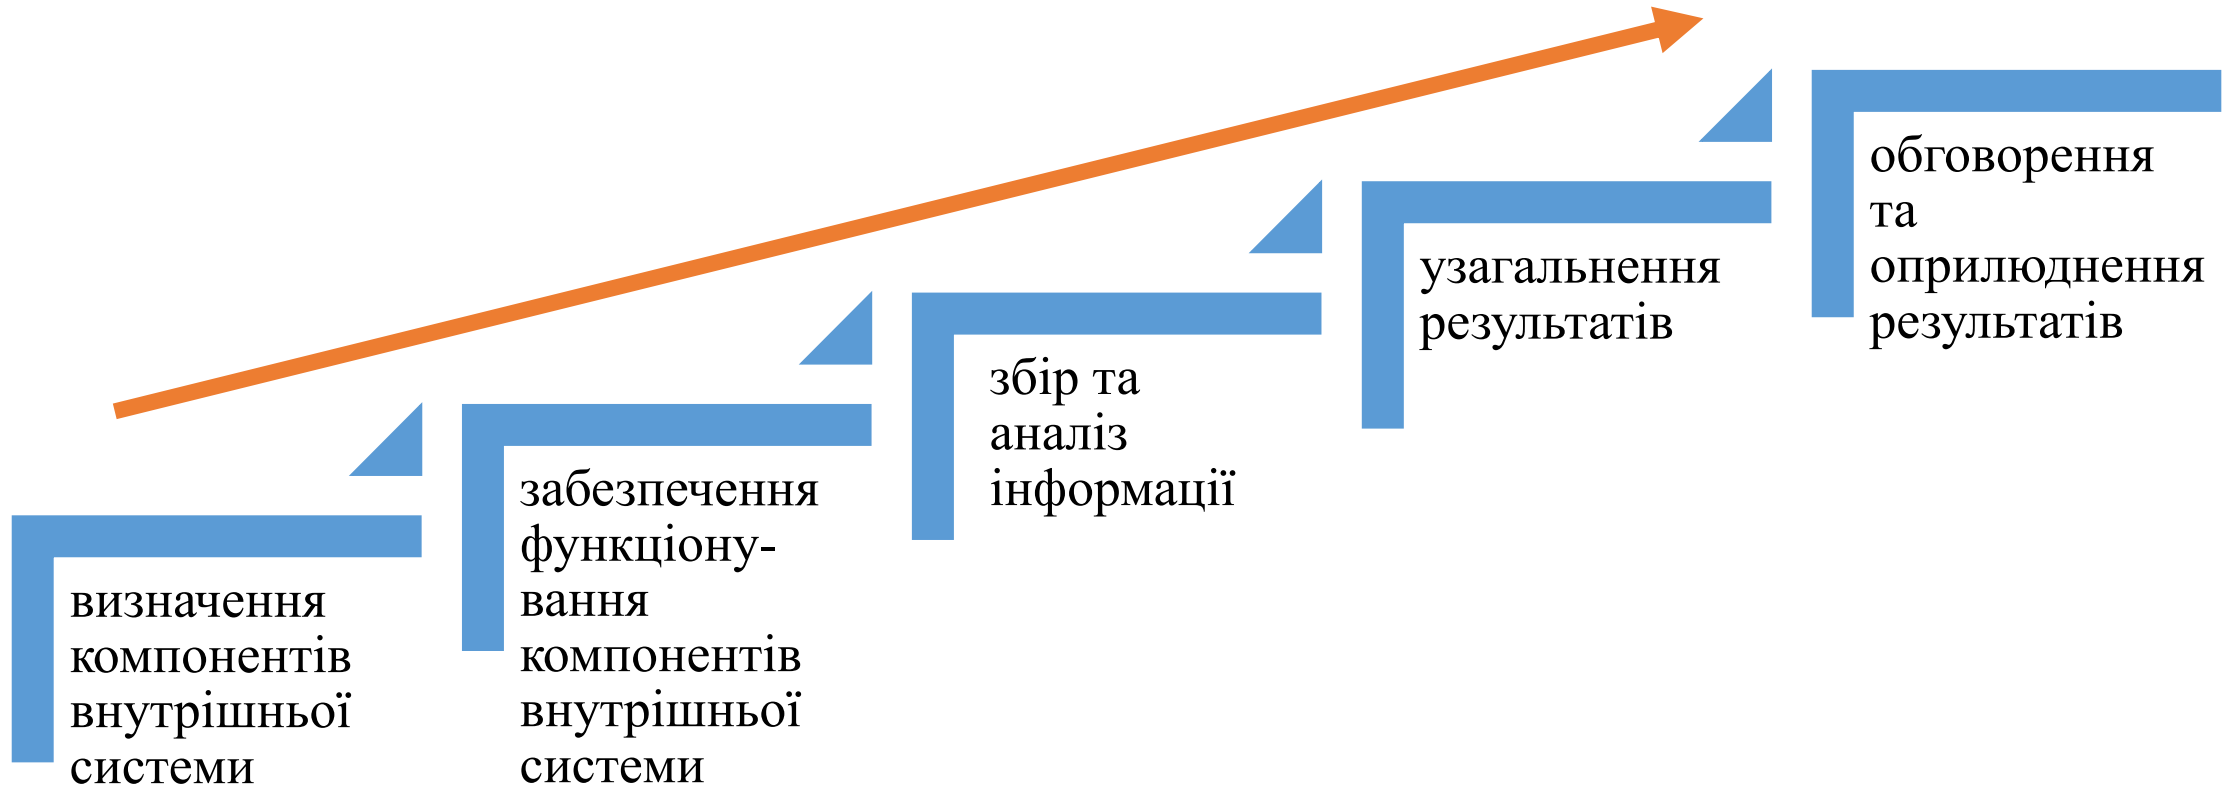 визначення
компонентів
внутрішньої
системи
забезпечення
функціону-
вання
компонентів
внутрішньої
системи
збір та
аналіз
інформації
узагальнення
результатів
обговорення
та
оприлюднення
результатів